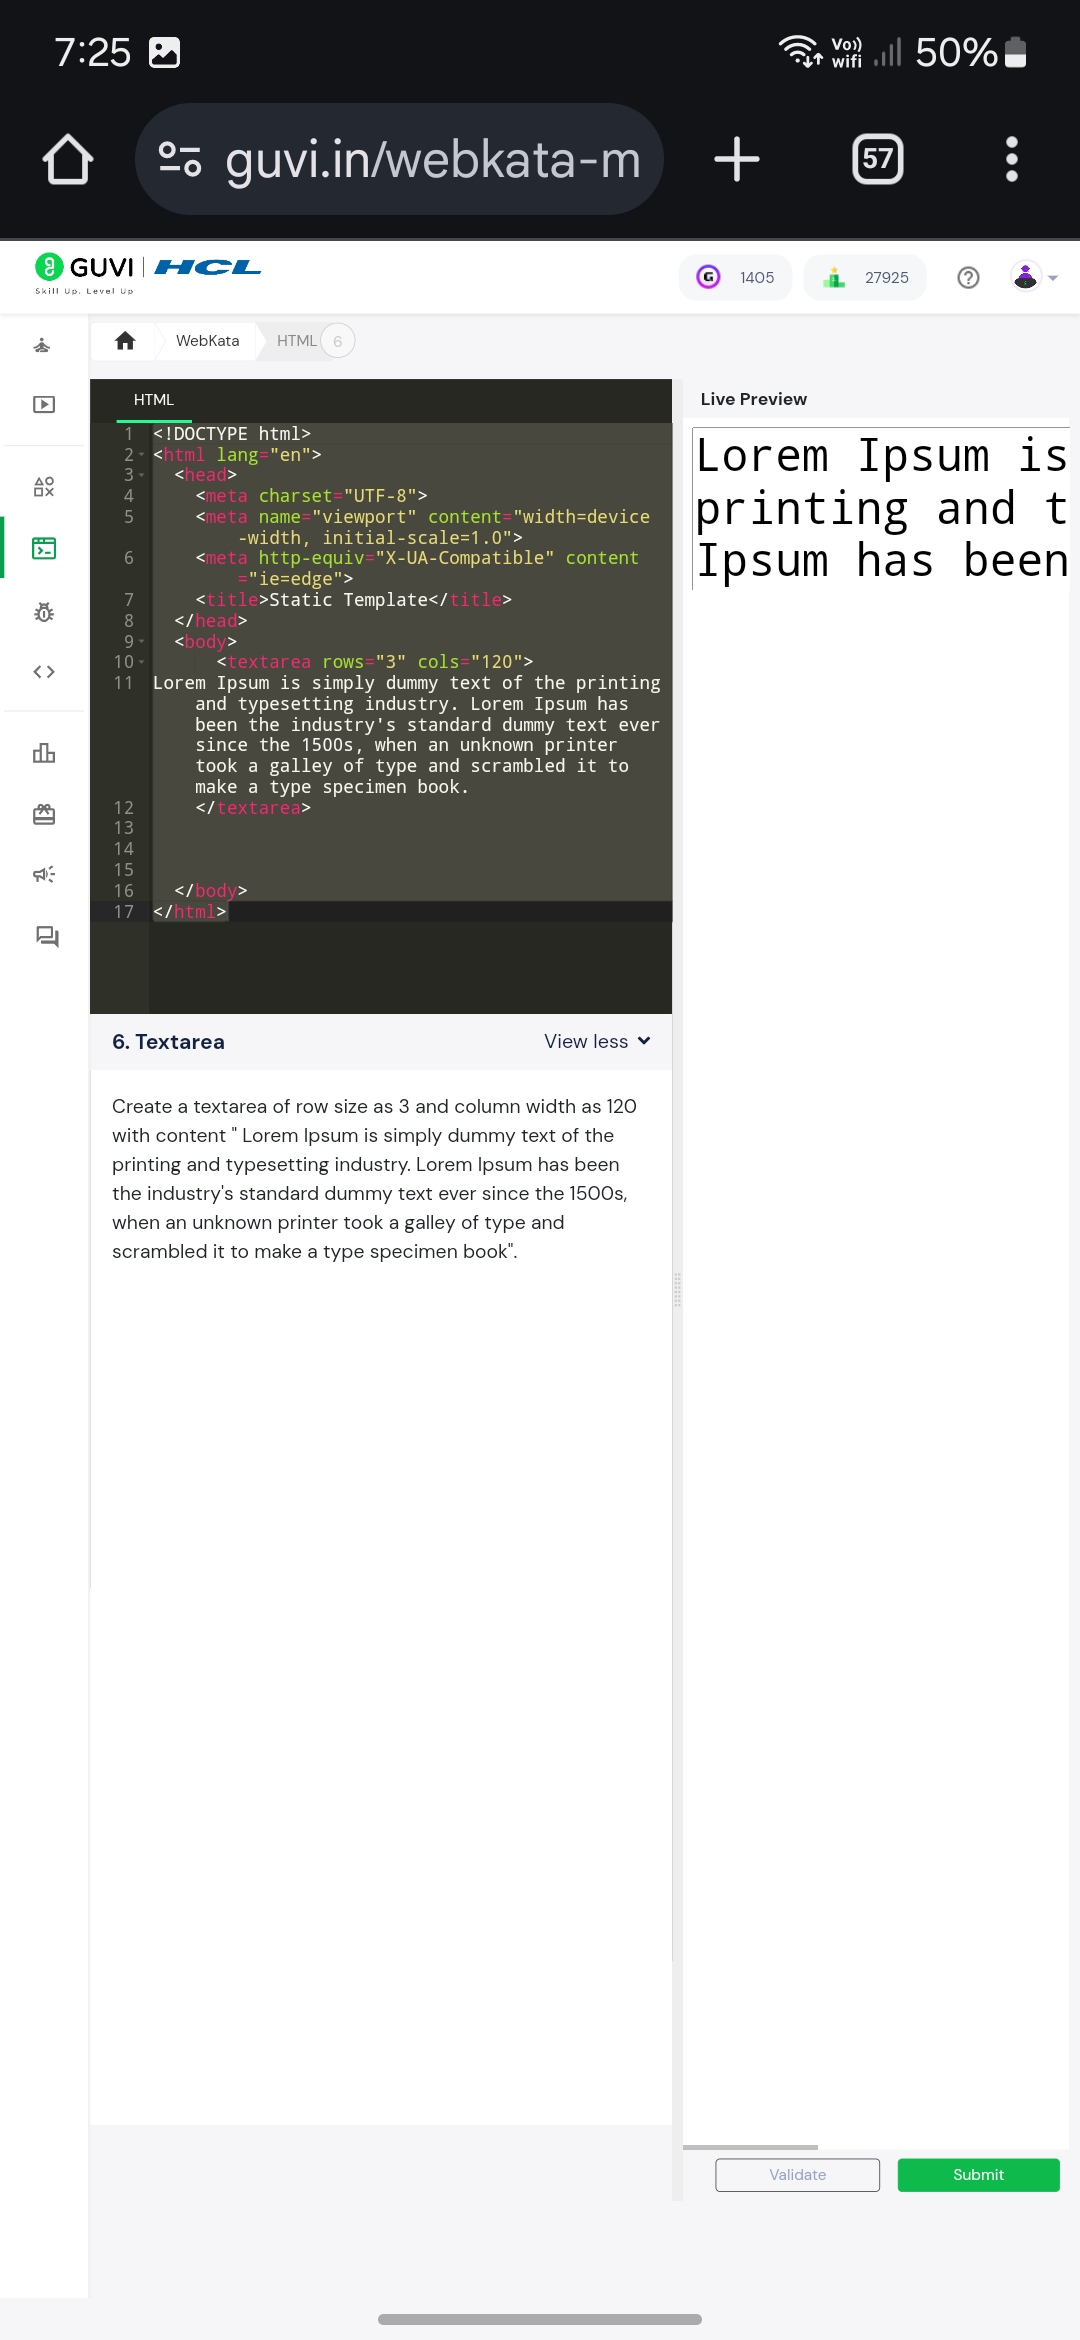 7:25
Vo)) wifi 50%
guvi.in/webkata-m
57
GUVI | HCL
Skill Up. Level Up
1405
27925
WebKata
HTML
6
HTML
1 <!DOCTYPE html>
2 <html lang="en">
3 <head>
4 <meta charset="UTF-8">
5 <meta name="viewport" content="width=device
-width, initial-scale=1.0">
6 <meta http-equiv="X-UA-Compatible" content
="ie=edge">
7 <title>Static Template</title>
8 </head>
9 <body>
10 <textarea rows="3" cols="120">
11 Lorem Ipsum is simply dummy text of the printing
and typesetting industry. Lorem Ipsum has
been the industry's standard dummy text ever
since the 1500s, when an unknown printer
took a galley of type and scrambled it to
make a type specimen book.
12 </textarea>
13
14
15
16 </body>
17 </html>
Live Preview
Lorem Ipsum is
printing and t
Ipsum has been
6. Textarea
View less
Create a textarea of row size as 3 and column width as 120
with content " Lorem Ipsum is simply dummy text of the
printing and typesetting industry. Lorem Ipsum has been
the industry's standard dummy text ever since the 1500s,
when an unknown printer took a galley of type and
scrambled it to make a type specimen book".
Validate
Submit